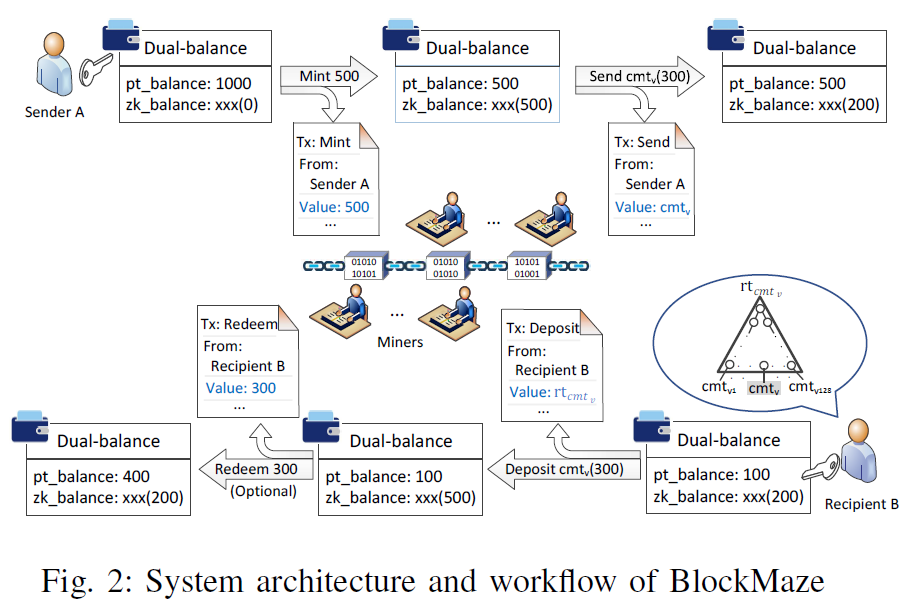 Dual-balance
pt_balance: 1000
zk_balance: xxx(0)
Sender A
Mint 500
Dual-balance
pt_balance: 500
zk_balance: xxx(500)
Send cmtᵥ(300)
Dual-balance
pt_balance: 500
zk_balance: xxx(200)
Tx: Mint
From:
Sender A
Value: 500
...
Tx: Send
From:
Sender A
Value: cmtᵥ
...
...
01010
10101
01010
01010
10101
01001
...
Miners
Tx: Redeem
From:
Recipient B
Value: 300
...
Tx: Deposit
From:
Recipient B
Value: rt_cmt ᵥ
...
rt_cmt ᵥ
cmtᵥ₁ cmtᵥ cmtᵥ₁₂₈
Dual-balance
pt_balance: 400
zk_balance: xxx(200)
Redeem 300
(Optional)
Dual-balance
pt_balance: 100
zk_balance: xxx(500)
Deposit cmtᵥ(300)
Dual-balance
pt_balance: 100
zk_balance: xxx(200)
Recipient B
Fig. 2: System architecture and workflow of BlockMaze